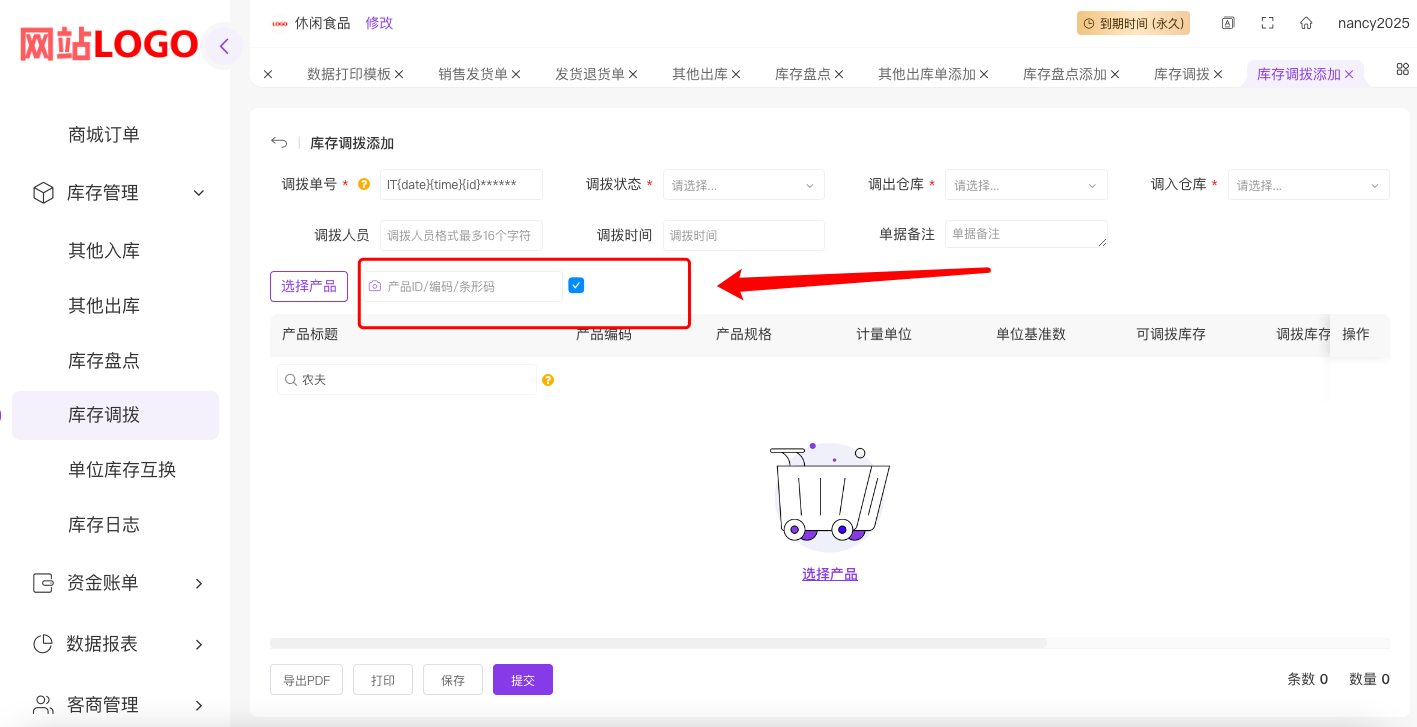 网站LOGO
商城订单
库存管理
其他入库
其他出库
库存盘点
库存调拨
单位库存互换
库存日志
资金账单
数据报表
客商管理
LOGO 休闲食品 修改
到期时间 (永久) nancy2025
数据打印模板 销售发货单 发货退货单 其他出库 库存盘点 其他出库单添加 库存盘点添加 库存调拨 库存调拨添加
库存调拨添加
调拨单号 * ? IT{date}{time}{id}****** 调拨状态 * 请选择... 调出仓库 * 请选择... 调入仓库 * 请选择...
调拨人员 调拨人员格式最多16个字符 调拨时间 调拨时间 单据备注 单据备注
选择产品 产品ID/编码/条形码
产品标题 产品编码 产品规格 计量单位 单位基准数 可调拨库存 调拨库存 操作
农夫 ?
选择产品
导出PDF 打印 保存 提交 条数 0 数量 0